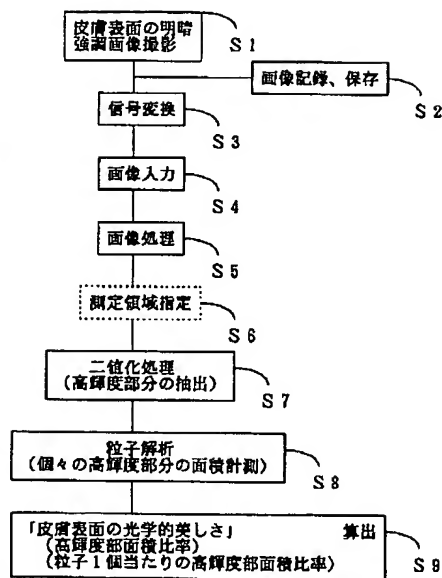 皮膚表面の明暗
強調画像撮影
S1
画像記録、保存
S2
信号変換
S3
画像入力
S4
画像処理
S5
測定領域指定
S6
二値化処理
(高輝度部分の抽出)
S7
粒子解析
(個々の高輝度部分の面積計測)
S8
「皮膚表面の光学的美しさ」 算出
(高輝度部面積比率)
(粒子1個当たりの高輝度部面積比率)
S9